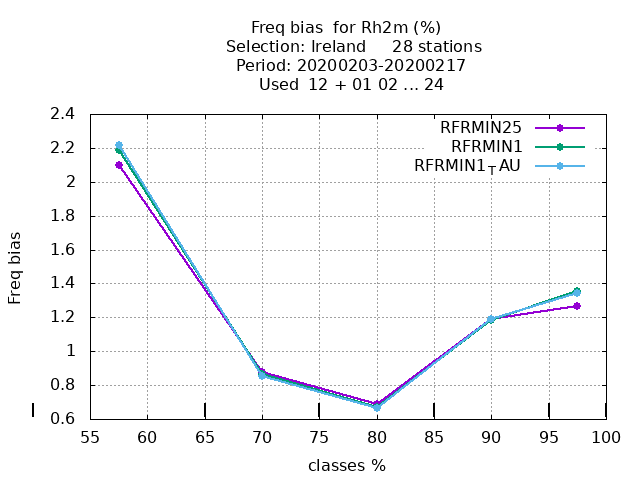 Freq bias for Rh2m (%)
Selection: Ireland 28 stations
Period: 20200203-20200217
Used 12 + 01 02 ... 24
RFRMIN25
RFRMIN1
RFRMIN1TAU
2.4
2.2
2
1.8
1.6
1.4
1.2
1
0.8
0.6
Freq bias
55 60 65 70 75 80 85 90 95 100
classes %